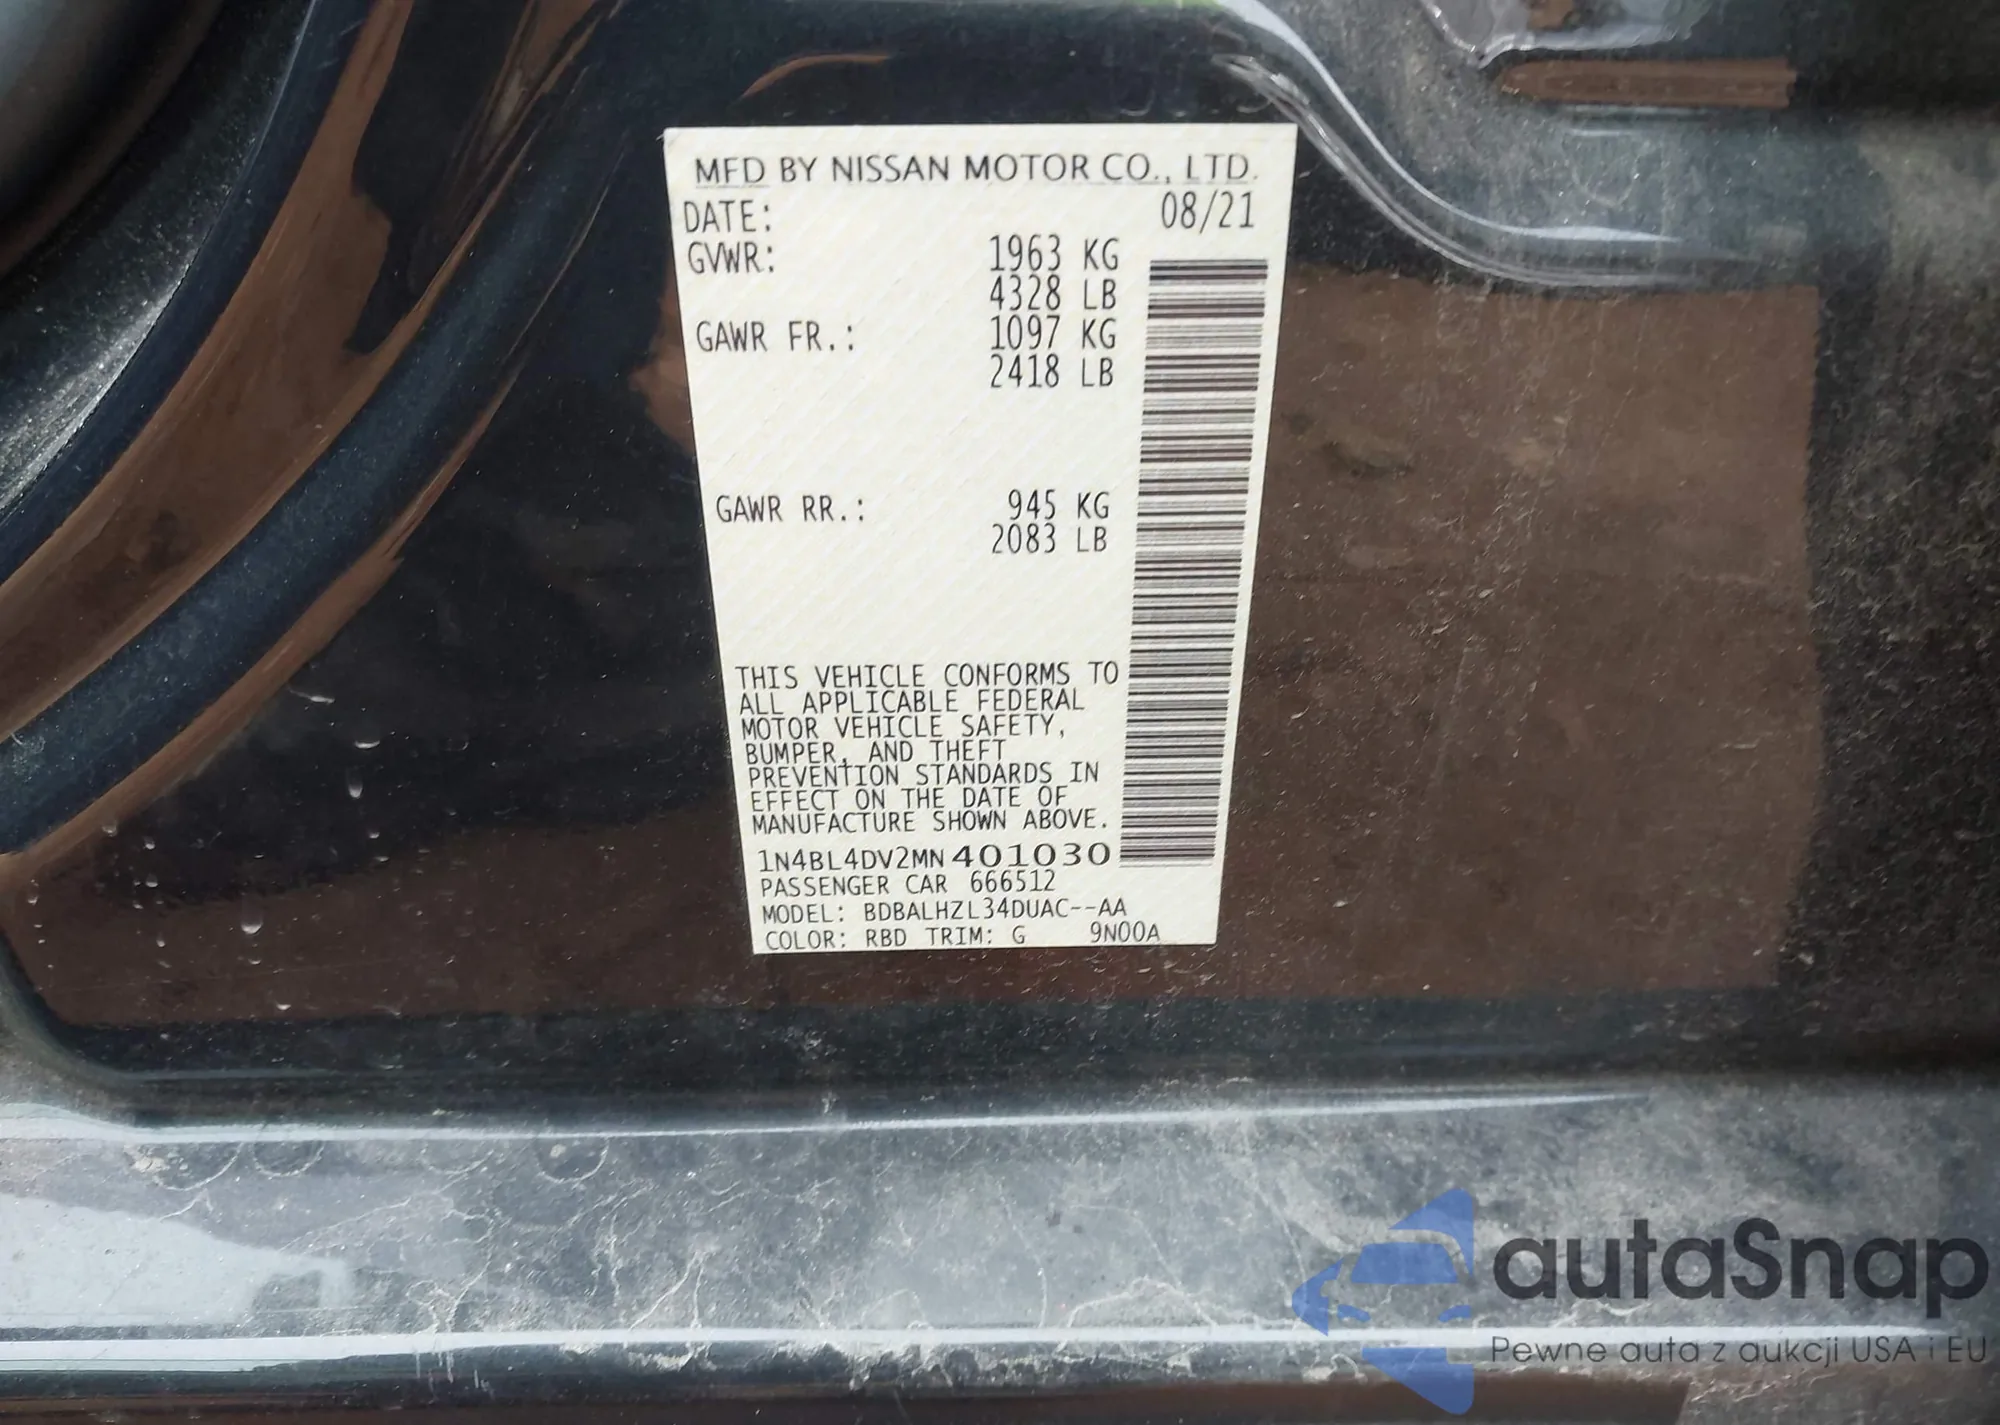 MFD BY NISSAN MOTOR CO., LTD.
DATE: 08/21
GVWR: 1963 KG
4328 LB
GAWR FR.: 1097 KG
2418 LB
GAWR RR.: 945 KG
2083 LB
THIS VEHICLE CONFORMS TO
ALL APPLICABLE FEDERAL
MOTOR VEHICLE SAFETY,
BUMPER, AND THEFT
PREVENTION STANDARDS IN
EFFECT ON THE DATE OF
MANUFACTURE SHOWN ABOVE.
1N4BL4DV2MN401030
PASSENGER CAR 666512
MODEL: BDBALHZL34DUAC--AA
COLOR: RBD TRIM: G 9N00A
autaSnap
Pewne auta z aukcji USA i EU